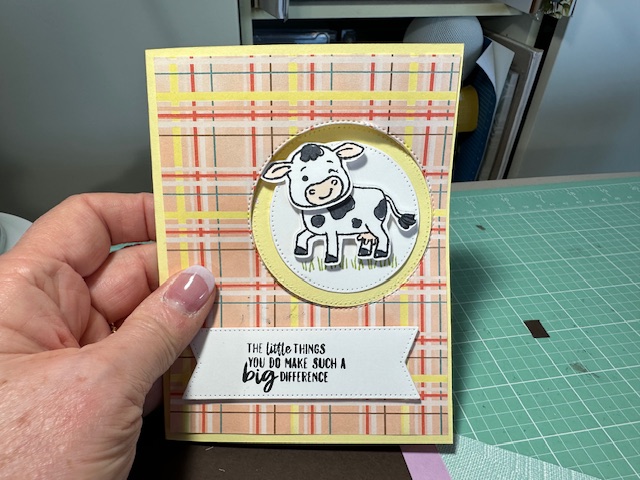 THE little THINGS
YOU DO MAKE SUCH A
big DIFFERENCE